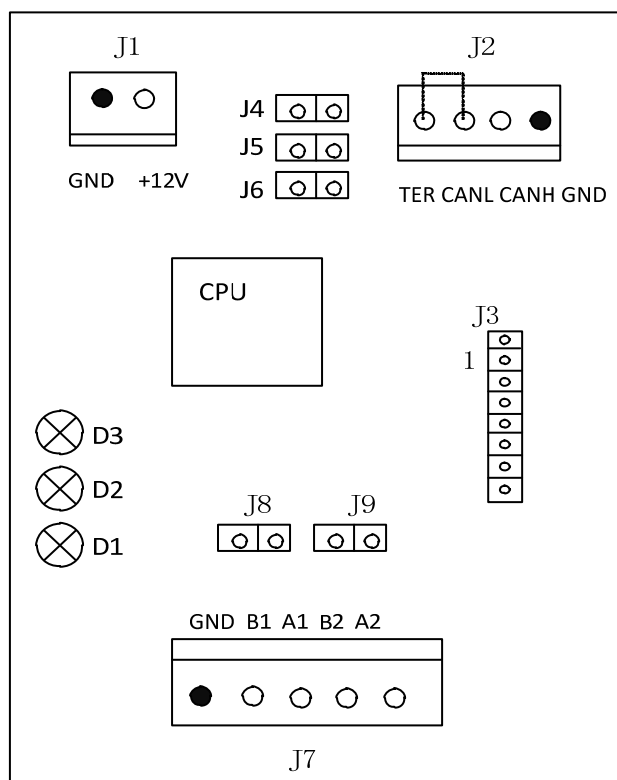 J1
J2
J4
J5
J6
GND +12V
TER CANL CANH GND
CPU
J3
1
D3
D2
D1
J8
J9
GND B1 A1 B2 A2
J7